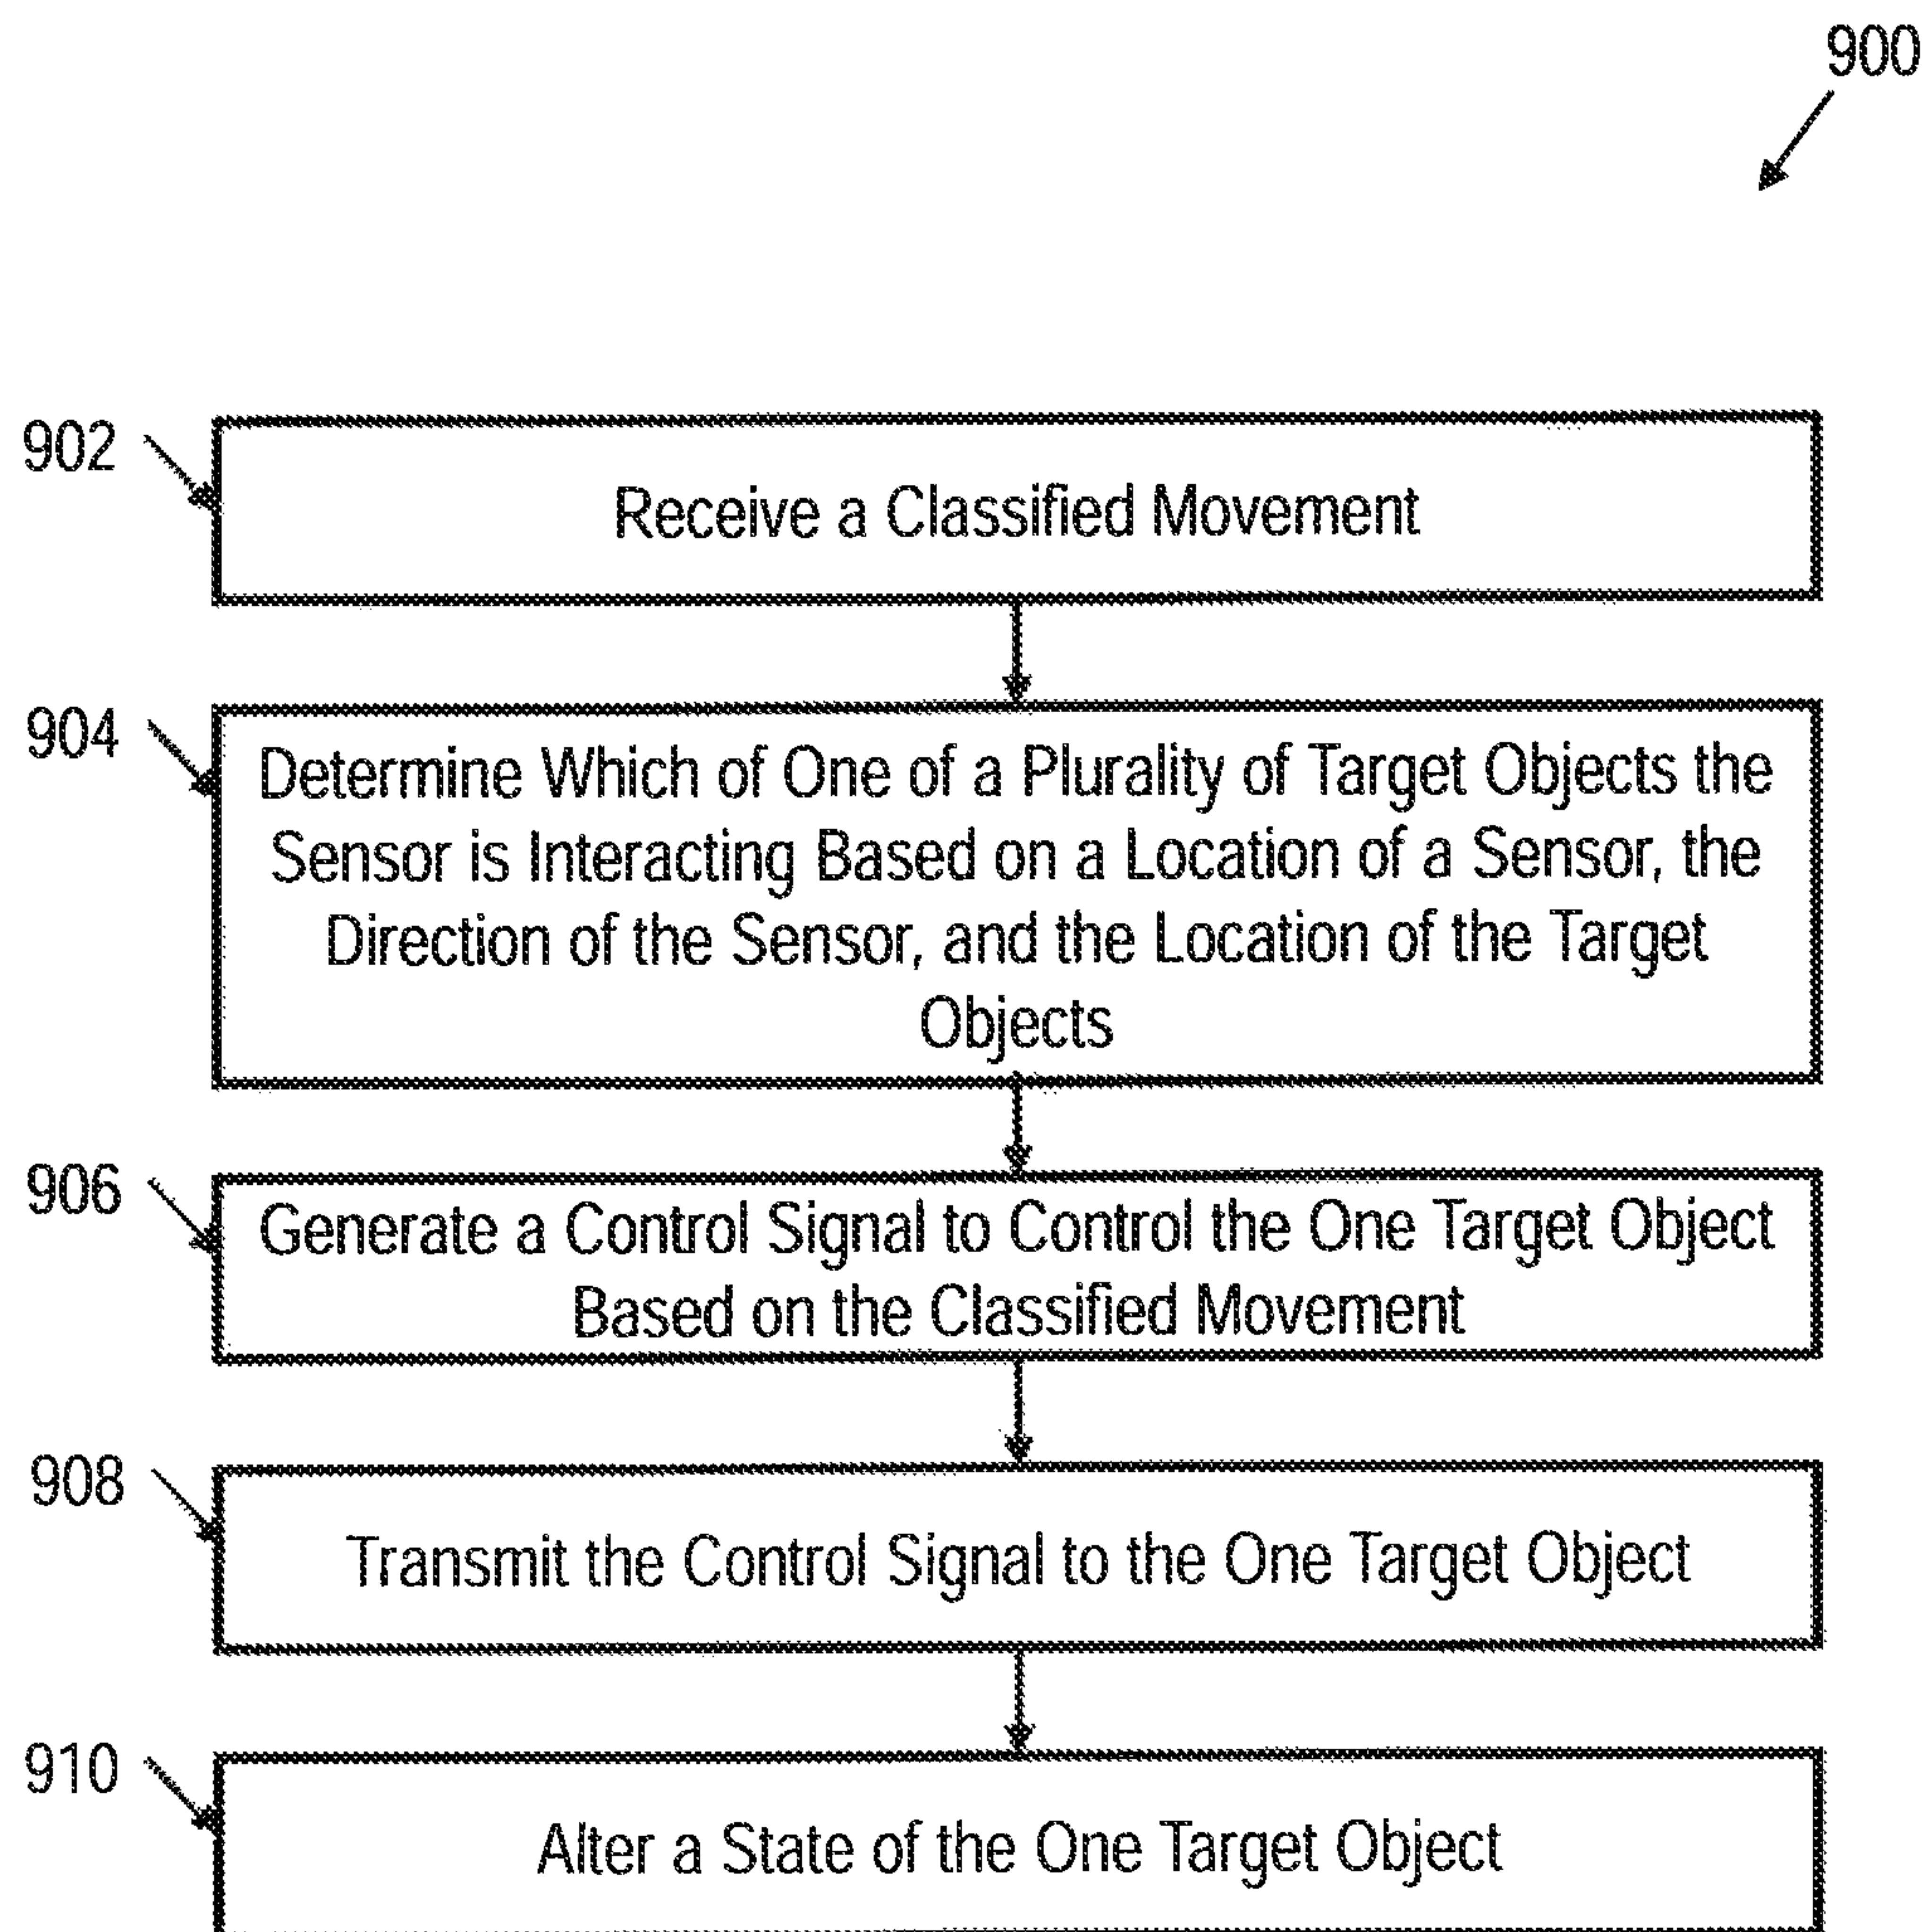 900
902
Receive a Classified Movement
904
Determine Which of One of a Plurality of Target Objects the
Sensor is Interacting Based on a Location of a Sensor, the
Direction of the Sensor, and the Location of the Target
Objects
906
Generate a Control Signal to Control the One Target Object
Based on the Classified Movement
908
Transmit the Control Signal to the One Target Object
910
Alter a State of the One Target Object